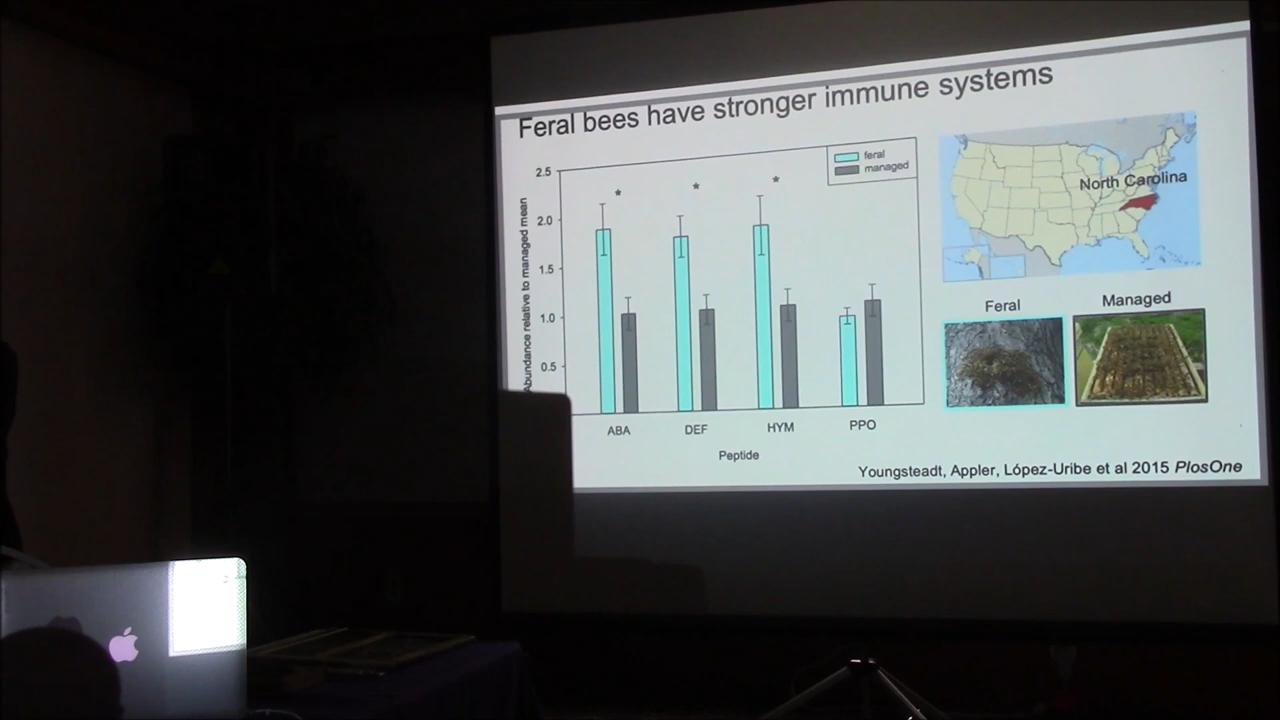 Feral bees have stronger immune systems
feral
managed
2.5
2.0
1.5
1.0
0.5
Abundance relative to managed mean
* * *
ABA DEF HYM PPO
Peptide
North Carolina
Feral Managed
Youngsteadt, Appler, López-Uribe et al 2015 PlosOne